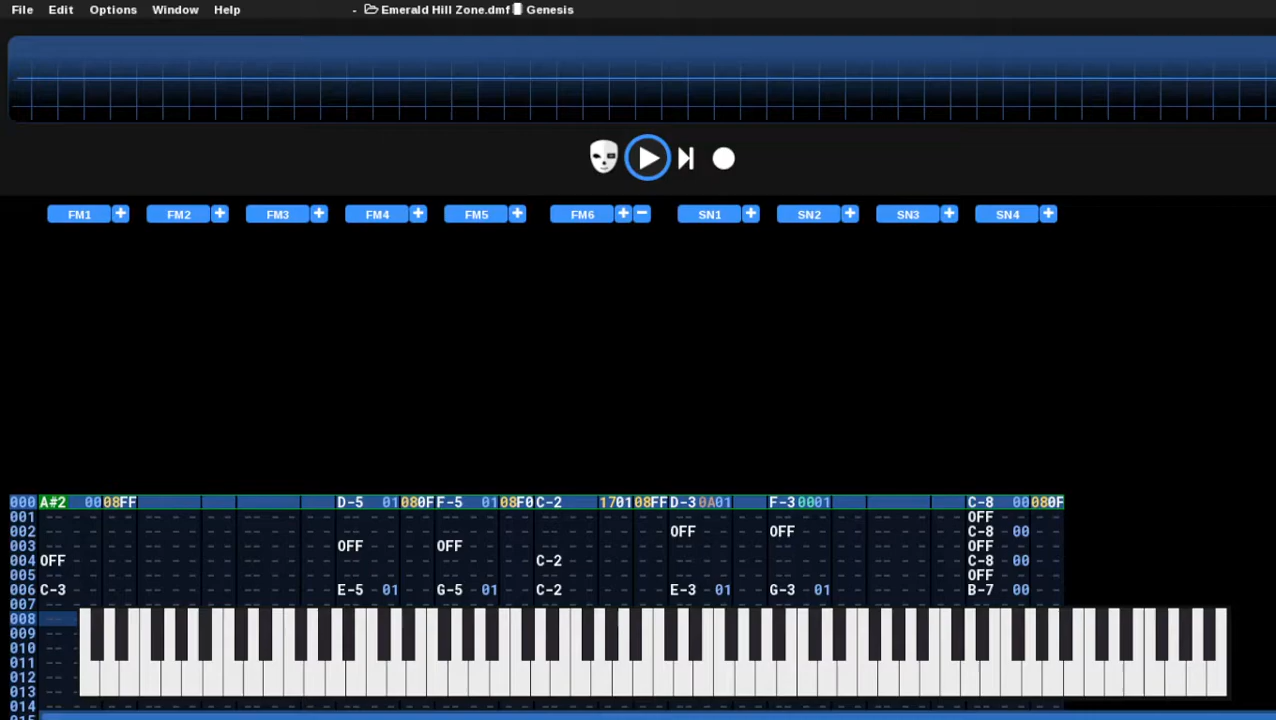 File Edit Options Window Help - Emerald Hill Zone.dmf Genesis
FM1 FM2 FM3 FM4 FM5 FM6 SN1 SN2 SN3 SN4
000 A#2 00 08FF D-5 01 080F F-5 01 08F0 C-2 1701 08FF D-3 0A01 F-3 0001 C-8 00 080F
001 OFF
002 OFF OFF C-8 00
003 OFF OFF OFF
004 OFF C-2 C-8 00
005 OFF
006 C-3 -- E-5 -01 G-5 -01 C-2 -- E-3 -01 G-3 -01 B-7 -00
007
008
009
010
011
012
013
014
015